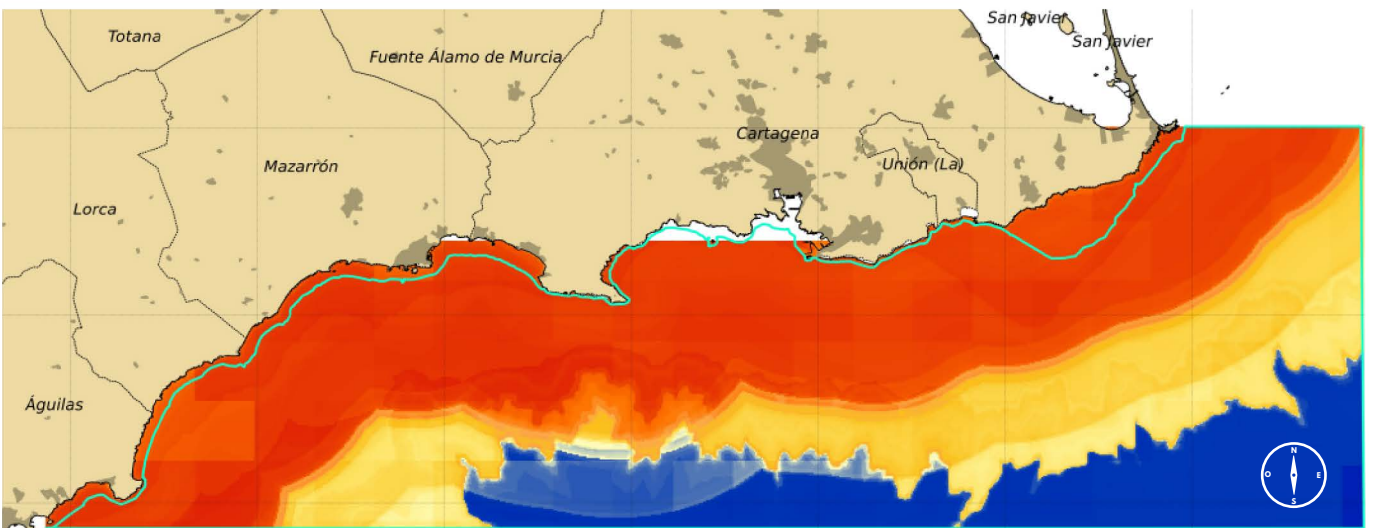 San Javier
Totana
San Javier
Fuente Álamo de Murcia
Cartagena
Mazarrón
Unión (La)
Lorca
Águilas
N
O E
S